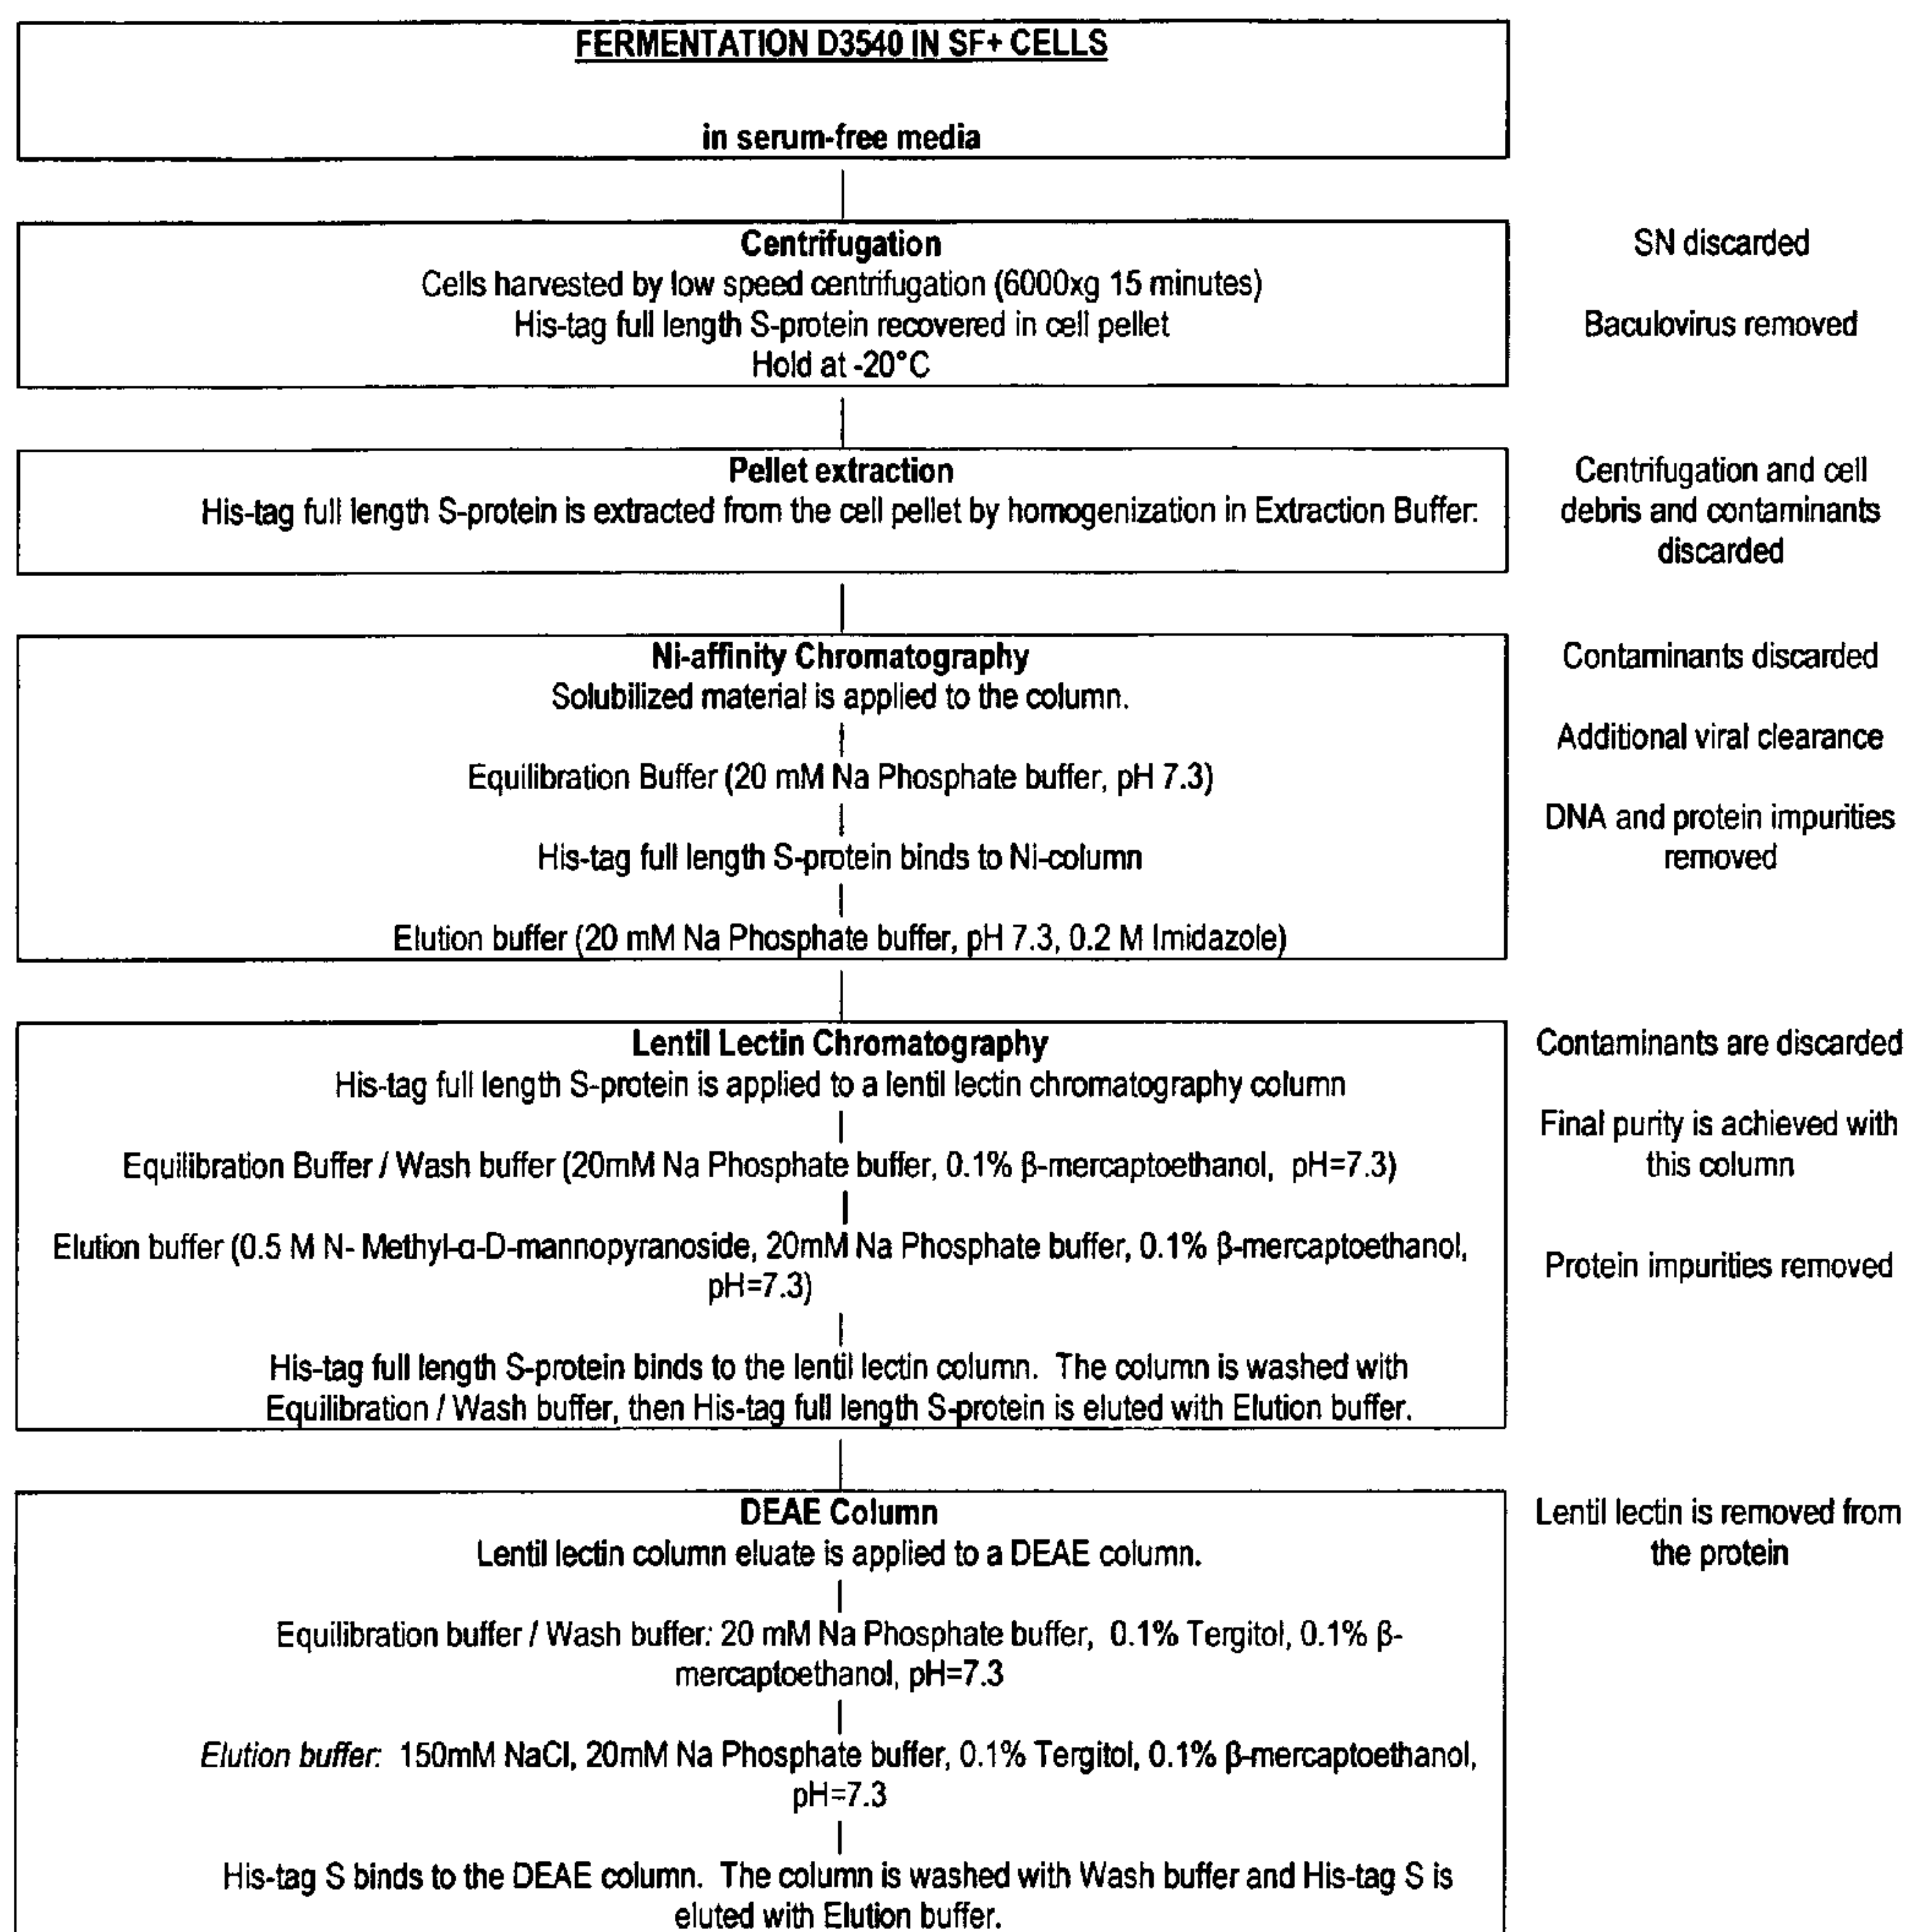 FERMENTATION D3540 IN SF+ CELLS
in serum-free media
Centrifugation
Cells harvested by low speed centrifugation (6000xg 15 minutes)
His-tag full length S-protein recovered in cell pellet
Hold at -20°C
SN discarded
Baculovirus removed
Pellet extraction
His-tag full length S-protein is extracted from the cell pellet by homogenization in Extraction Buffer:
Centrifugation and cell
debris and contaminants
discarded
Ni-affinity Chromatography
Solubilized material is applied to the column.
Equilibration Buffer (20 mM Na Phosphate buffer, pH 7.3)
His-tag full length S-protein binds to Ni-column
Elution buffer (20 mM Na Phosphate buffer, pH 7.3, 0.2 M Imidazole)
Contaminants discarded
Additional viral clearance
DNA and protein impurities
removed
Lentil Lectin Chromatography
His-tag full length S-protein is applied to a lentil lectin chromatography column
Equilibration Buffer / Wash buffer (20mM Na Phosphate buffer, 0.1% β-mercaptoethanol, pH=7.3)
Elution buffer (0.5 M N- Methyl-α-D-mannopyranoside, 20mM Na Phosphate buffer, 0.1% β-mercaptoethanol,
pH=7.3)
His-tag full length S-protein binds to the lentil lectin column. The column is washed with
Equilibration / Wash buffer, then His-tag full length S-protein is eluted with Elution buffer.
Contaminants are discarded
Final purity is achieved with
this column
Protein impurities removed
DEAE Column
Lentil lectin column eluate is applied to a DEAE column.
Equilibration buffer / Wash buffer: 20 mM Na Phosphate buffer, 0.1% Tergitol, 0.1% β-
mercaptoethanol, pH=7.3
Elution buffer: 150mM NaCl, 20mM Na Phosphate buffer, 0.1% Tergitol, 0.1% β-mercaptoethanol,
pH=7.3
His-tag S binds to the DEAE column. The column is washed with Wash buffer and His-tag S is
eluted with Elution buffer.
Lentil lectin is removed from
the protein